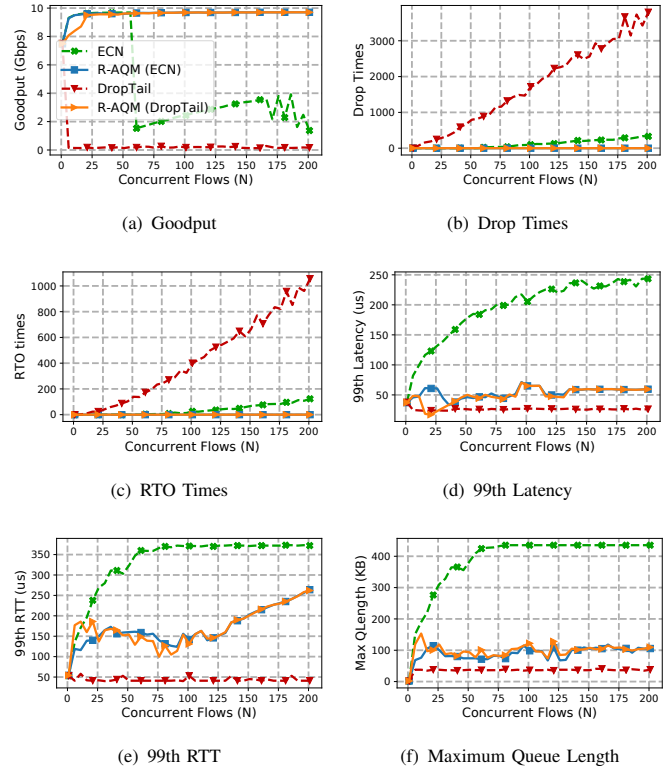 10
8
6
4
2
0
Goodput (Gbps)
ECN
R-AQM (ECN)
DropTail
R-AQM (DropTail)
0 25 50 75 100 125 150 175 200
Concurrent Flows (N)
(a) Goodput
3000
2000
1000
0
Drop Times
0 25 50 75 100 125 150 175 200
Concurrent Flows (N)
(b) Drop Times
1000
800
600
400
200
0
RTO times
0 25 50 75 100 125 150 175 200
Concurrent Flows (N)
(c) RTO Times
250
200
150
100
50
99th Latency (us)
0 25 50 75 100 125 150 175 200
Concurrent Flows (N)
(d) 99th Latency
350
300
250
200
150
100
50
99th RTT (us)
0 25 50 75 100 125 150 175 200
Concurrent Flows (N)
(e) 99th RTT
400
300
200
100
0
Max QLength (KB)
0 25 50 75 100 125 150 175 200
Concurrent Flows (N)
(f) Maximum Queue Length